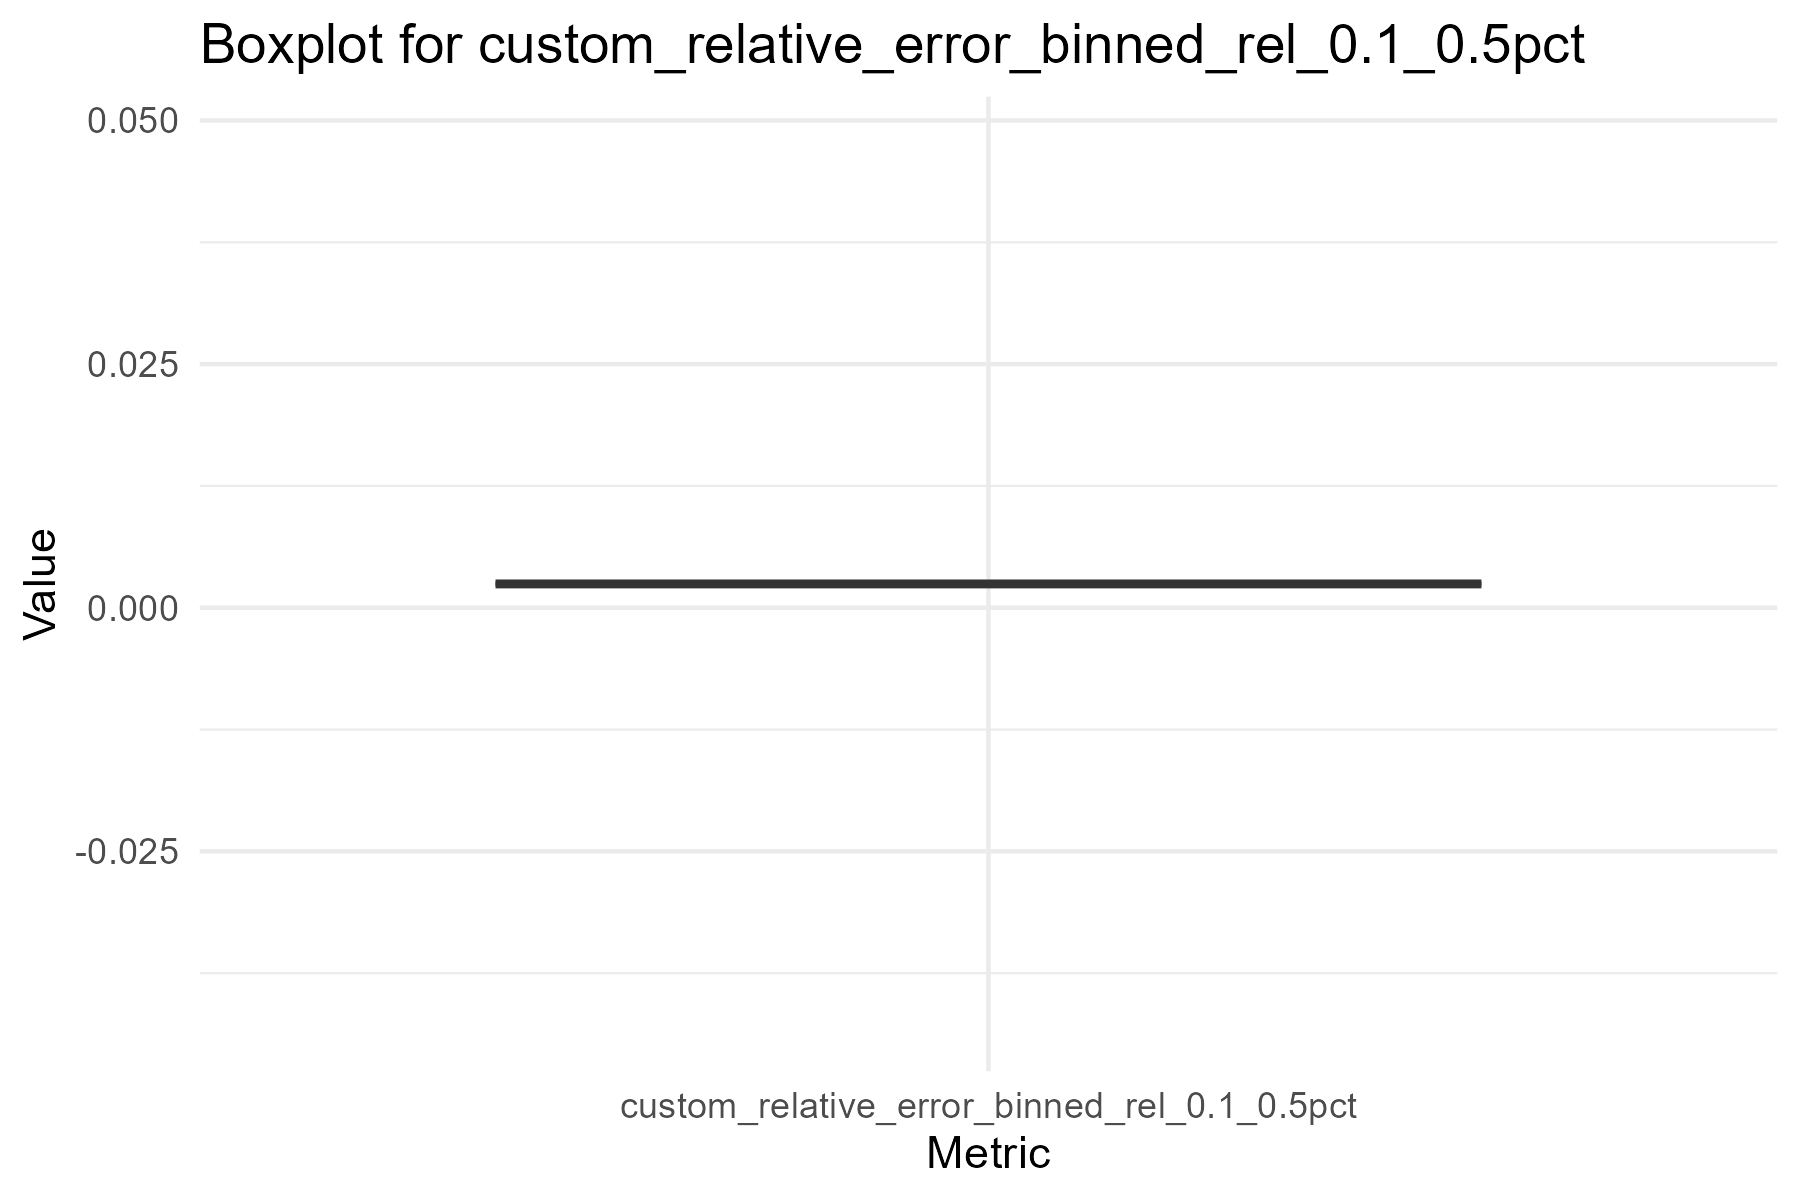 Boxplot for custom_relative_error_binned_rel_0.1_0.5pct
0.050
0.025
0.000
-0.025
Value
custom_relative_error_binned_rel_0.1_0.5pct
Metric